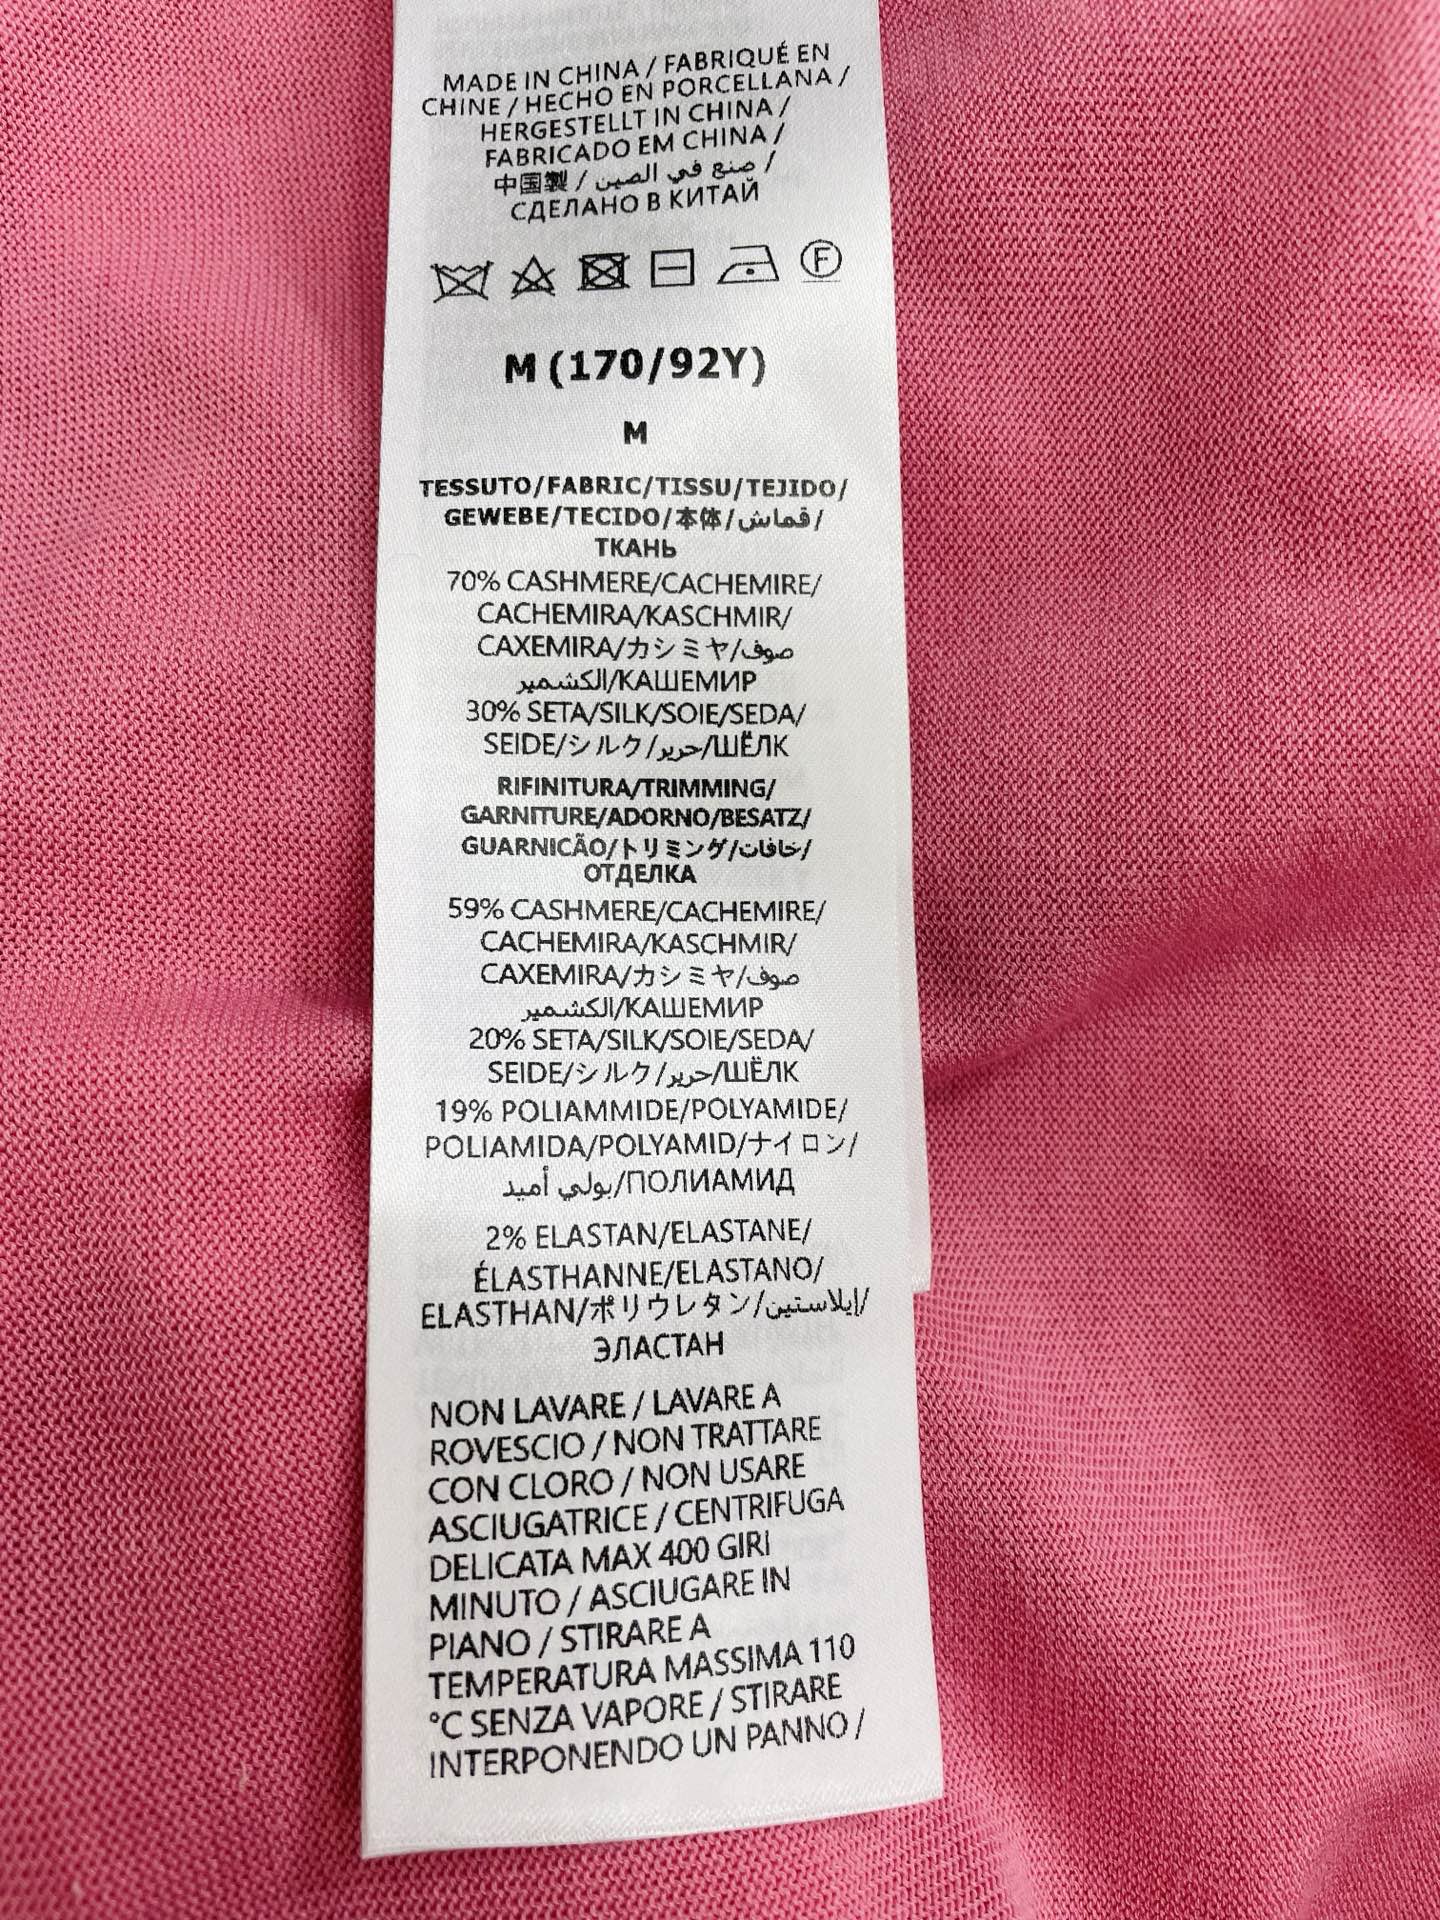 MADE IN CHINA / FABRIQUÉ EN
CHINE / HECHO EN PORCELLANA /
HERGESTELLT IN CHINA /
FABRICADO EM CHINA /
中国製 / صنع في الصين /
СДЕЛАНО В КИТАЙ
F
M (170/92Y)
M
TESSUTO/FABRIC/TISSU/TEJIDO/
GEWEBE/TECIDO/本体/قماش/
ТКАНЬ
70% CASHMERE/CACHEMIRE/
CACHEMIRA/KASCHMIR/
CAXEMIRA/カシミヤ/صوف
الكشمير/КАШЕМИР
30% SETA/SILK/SOIE/SEDA/
SEIDE/シルク/حرير/ШЁЛК
RIFINITURA/TRIMMING/
GARNITURE/ADORNO/BESATZ/
GUARNICÃO/トリミング/حافات/
ОТДЕЛКА
59% CASHMERE/CACHEMIRE/
CACHEMIRA/KASCHMIR/
CAXEMIRA/カシミヤ/صوف
الكشمير/КАШЕМИР
20% SETA/SILK/SOIE/SEDA/
SEIDE/シルク/حرير/ШЁЛК
19% POLIAMMIDE/POLYAMIDE/
POLIAMIDA/POLYAMID/ナイロン/
بولي أميد/ПОЛИАМИД
2% ELASTAN/ELASTANE/
ÉLASTHANNE/ELASTANO/
ELASTHAN/ポリウレタン/إيلاستين/
ЭЛАСТАН
NON LAVARE / LAVARE A
ROVESCIO / NON TRATTARE
CON CLORO / NON USARE
ASCIUGATRICE / CENTRIFUGA
DELICATA MAX 400 GIRI
MINUTO / ASCIUGARE IN
PIANO / STIRARE A
TEMPERATURA MASSIMA 110
°C SENZA VAPORE / STIRARE
INTERPONENDO UN PANNO /